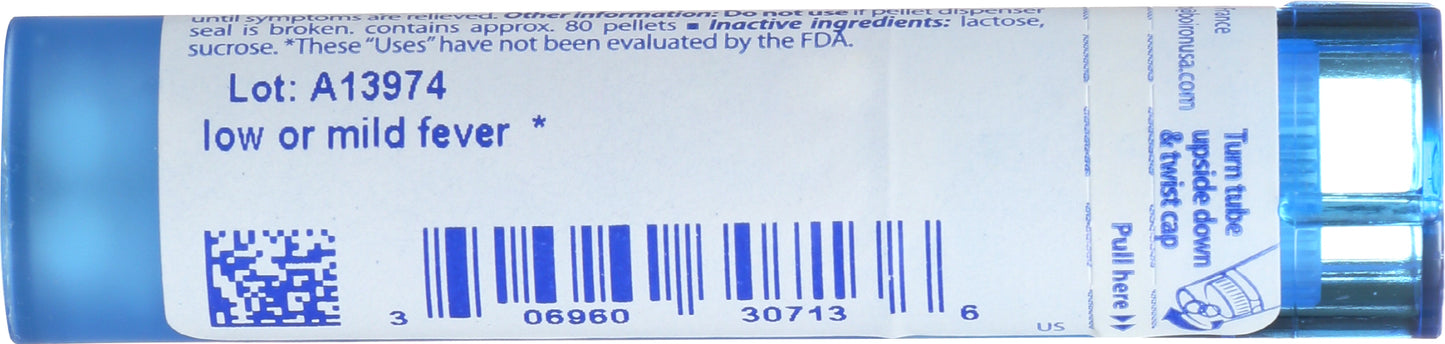 until symptoms are relieved. Other information: Do not use if pellet dispenser
seal is broken. contains approx. 80 pellets ■ Inactive ingredients: lactose,
sucrose. *These "Uses" have not been evaluated by the FDA.
Lot: A13974
low or mild fever *
3 06960 30713 6
US
Pull here
Turn tube
upside down
& twist cap